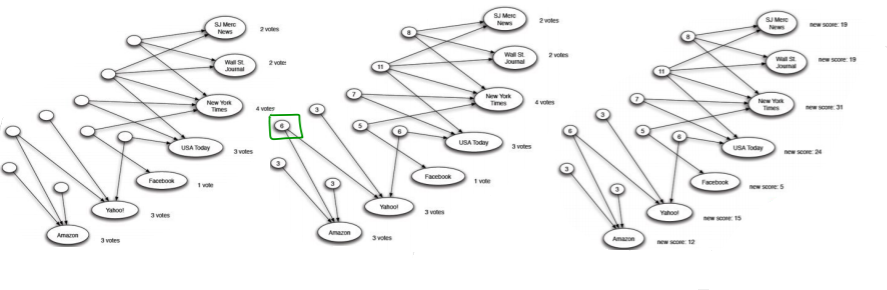 SJ Merc
News
2 votes
Wall St.
Journal
2 vote
New York
Times
4 votes
USA Today
3 votes
Facebook
1 vote
Yahoo!
3 votes
Amazon
3 votes
8
SJ Merc
News
2 votes
11
Wall St.
Journal
2 votes
7
New York
Times
4 votes
3
6
5
6
USA Today
3 votes
3
Facebook
1 vote
3
Yahoo!
3 votes
Amazon
3 votes
8
SJ Merc
News
new score: 19
11
Wall St.
Journal
new score: 19
7
New York
Times
new score: 31
3
6
5
6
USA Today
new score: 24
3
Facebook
new score: 5
3
Yahoo!
new score: 15
Amazon
new score: 12